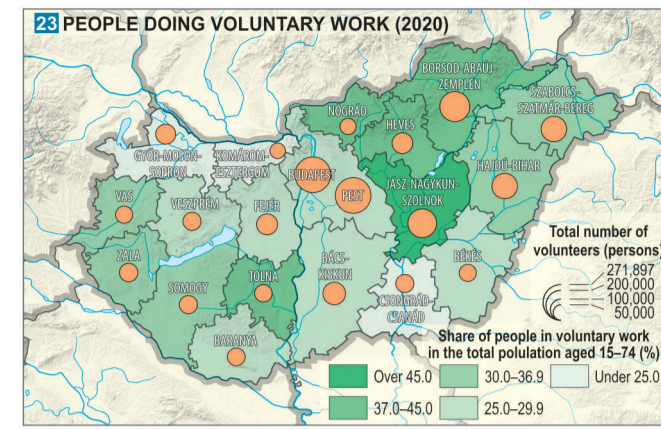 23 PEOPLE DOING VOLUNTARY WORK (2020)
BORSOD-ABAÚJ-
ZEMPLÉN
SZABOLCS-
SZATMÁR-BEREG
NÓGRÁD
HEVES
GYŐR-MOSON-
SOPRON
KOMÁROM-
ESZTERGOM
BUDAPEST
PEST
JÁSZ-NAGYKUN-
SZOLNOK
HAJDÚ-BIHAR
VAS
VESZPRÉM
FEJÉR
ZALA
SOMOGY
TOLNA
BÁCS-
KISKUN
CSONGRÁD-
CSANÁD
BÉKÉS
BARANYA
Total number of
volunteers (persons)
271,897
200,000
100,000
50,000
Share of people in voluntary work
in the total polulation aged 15–74 (%)
Over 45.0
30.0–36.9
Under 25.0
37.0–45.0
25.0–29.9